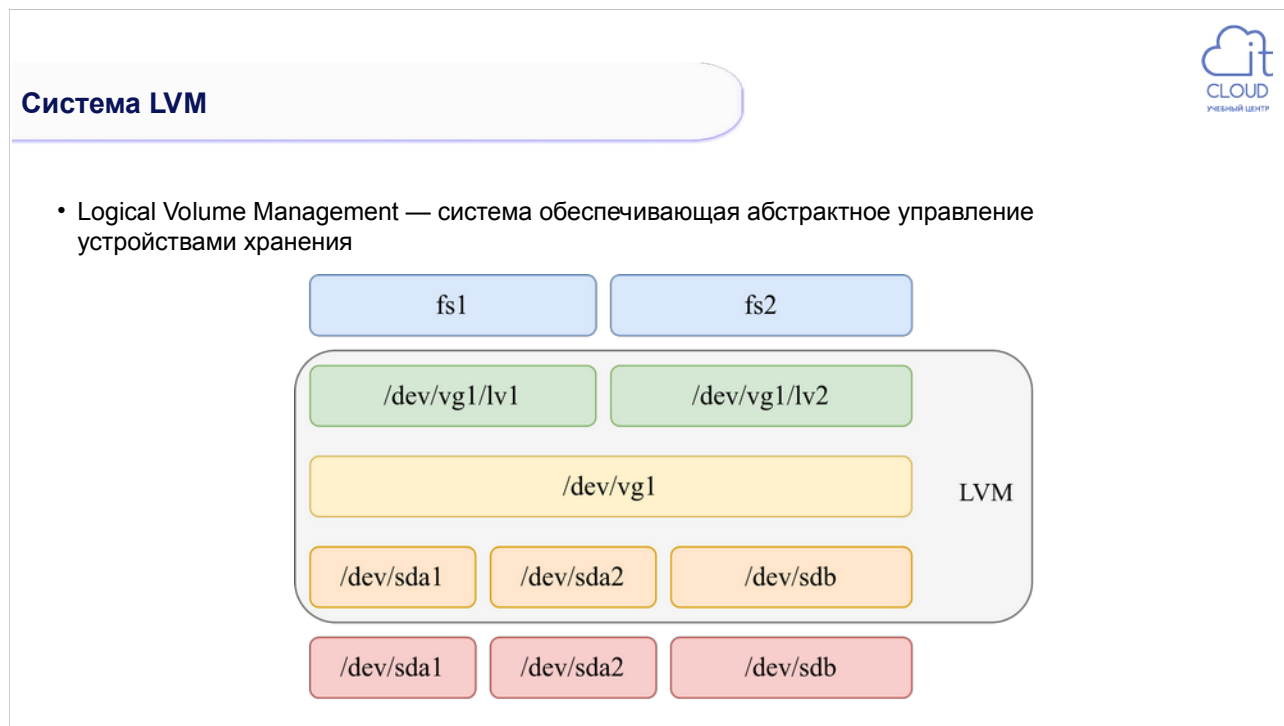 it
CLOUD
УЧЕБНЫЙ ЦЕНТР
Система LVM
• Logical Volume Management — система обеспечивающая абстрактное управление
устройствами хранения
fs1 fs2
/dev/vg1/lv1 /dev/vg1/lv2
/dev/vg1 LVM
/dev/sda1 /dev/sda2 /dev/sdb
/dev/sda1 /dev/sda2 /dev/sdb